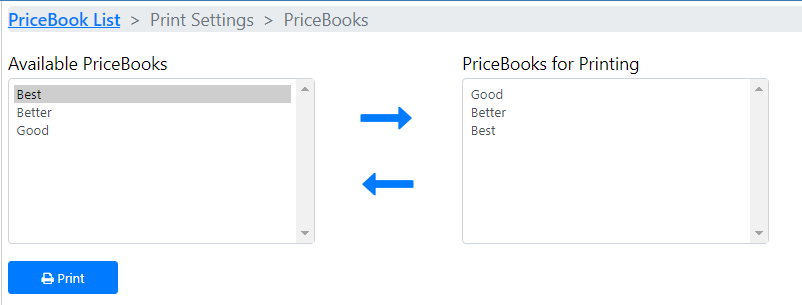 PriceBook List > Print Settings > PriceBooks
Available PriceBooks
Best
Better
Good
PriceBooks for Printing
Good
Better
Best
Print